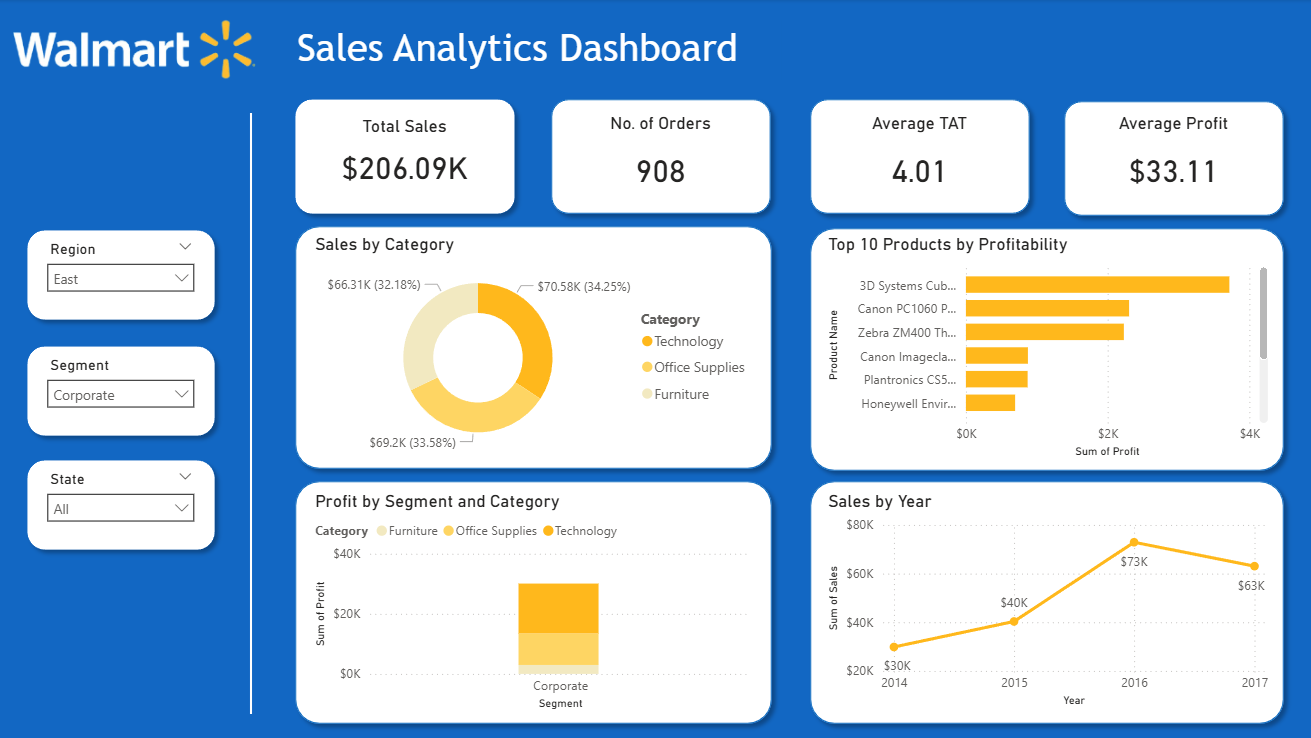 Walmart
Sales Analytics Dashboard
Total Sales
$206.09K
No. of Orders
908
Average TAT
4.01
Average Profit
$33.11
Region
East
Segment
Corporate
State
All
Sales by Category
$66.31K (32.18%)
$70.58K (34.25%)
$69.2K (33.58%)
Category
Technology
Office Supplies
Furniture
Top 10 Products by Profitability
Product Name
3D Systems Cub...
Canon PC1060 P...
Zebra ZM400 Th...
Canon Imagecla...
Plantronics CS5...
Honeywell Envir...
$0K $2K $4K
Sum of Profit
Profit by Segment and Category
Category Furniture Office Supplies Technology
Sum of Profit
$40K
$20K
$0K
Corporate
Segment
Sales by Year
Sum of Sales
$80K
$60K
$40K
$20K
$30K
$40K
$73K
$63K
2014 2015 2016 2017
Year